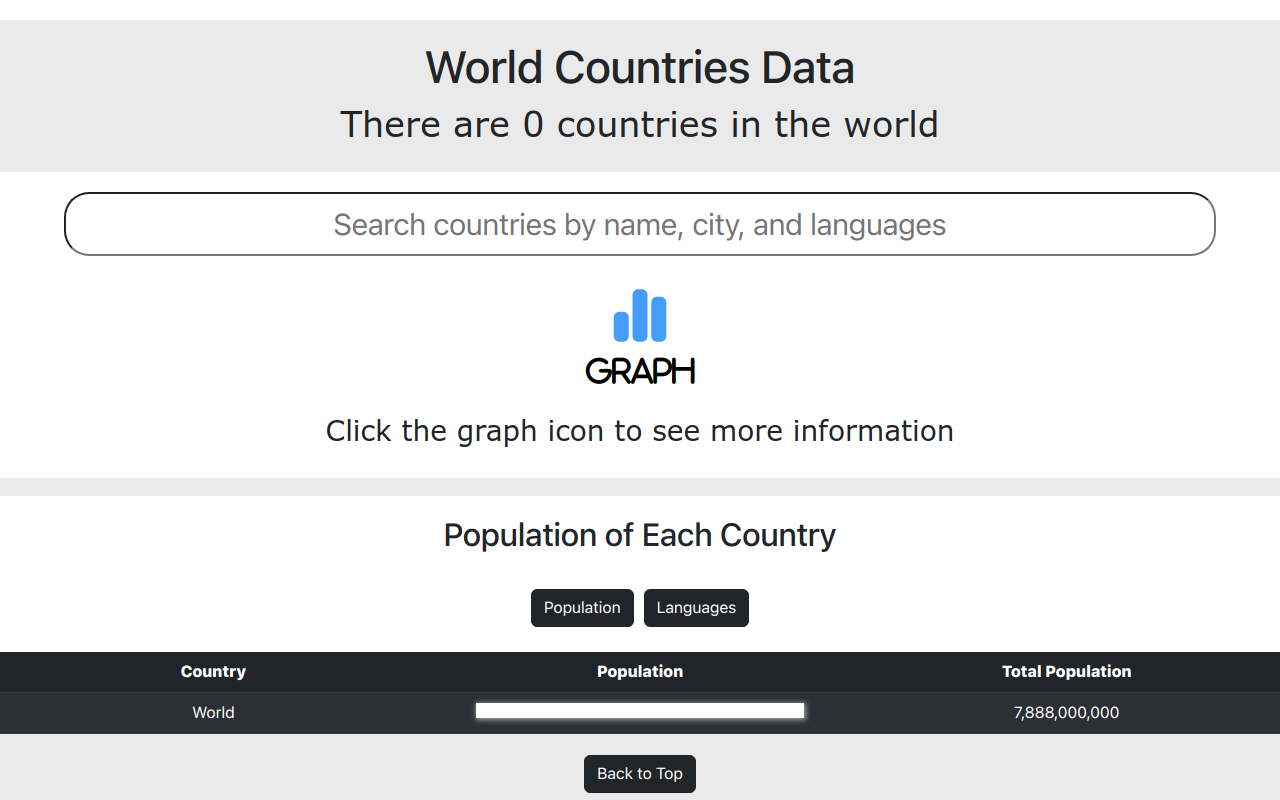 World Countries Data
There are 0 countries in the world
Search countries by name, city, and languages
GRAPH
Click the graph icon to see more information
Population of Each Country
Population Languages
Country Population Total Population
World 7,888,000,000
Back to Top